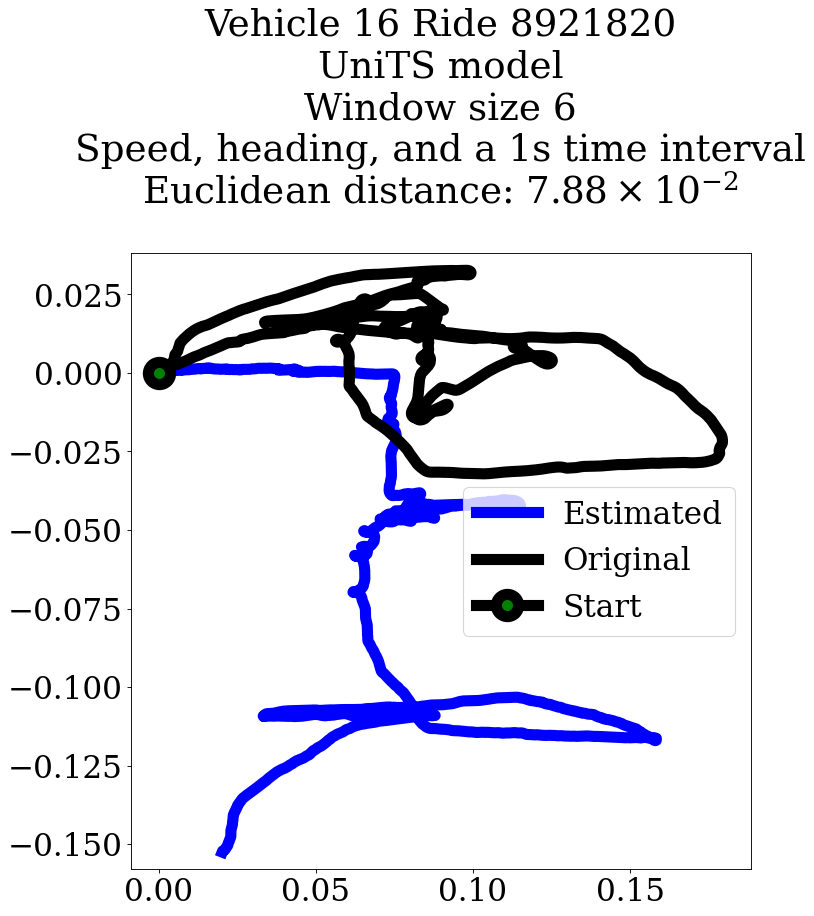 Vehicle 16 Ride 8921820
UniTS model
Window size 6
Speed, heading, and a 1s time interval
Euclidean distance: 7.88 × 10⁻²
0.025
0.000
−0.025
−0.050
−0.075
−0.100
−0.125
−0.150
Estimated
Original
Start
0.00 0.05 0.10 0.15